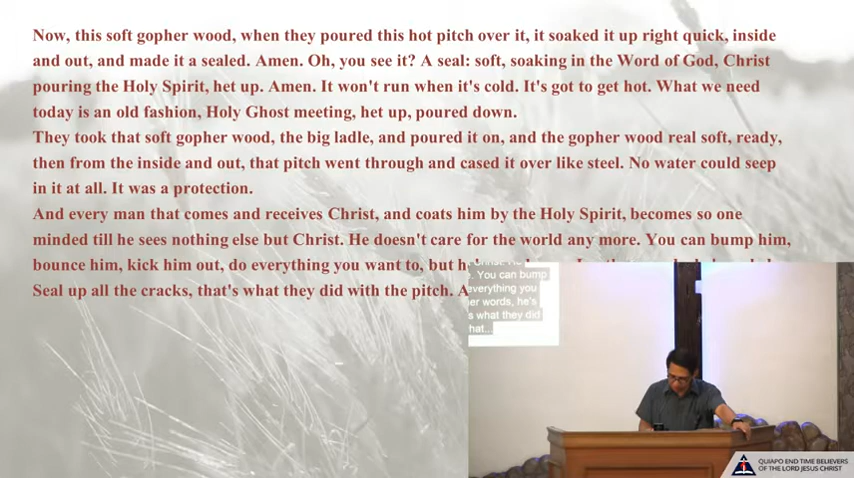 Now, this soft gopher wood, when they poured this hot pitch over it, it soaked it up right quick, inside
and out, and made it a sealed. Amen. Oh, you see it? A seal: soft, soaking in the Word of God, Christ
pouring the Holy Spirit, het up. Amen. It won't run when it's cold. It's got to get hot. What we need
today is an old fashion, Holy Ghost meeting, het up, poured down.
They took that soft gopher wood, the big ladle, and poured it on, and the gopher wood real soft, ready,
then from the inside and out, that pitch went through and cased it over like steel. No water could seep
in it at all. It was a protection.
And every man that comes and receives Christ, and coats him by the Holy Spirit, becomes so one
minded till he sees nothing else but Christ. He doesn't care for the world any more. You can bump him,
bounce him, kick him out, do everything you want to, but
Seal up all the cracks, that's what they did with the pitch.
. You can bump
everything you
er words, he's
s what they did
hat...
QUIAPO END TIME BELIEVERS
OF THE LORD JESUS CHRIST